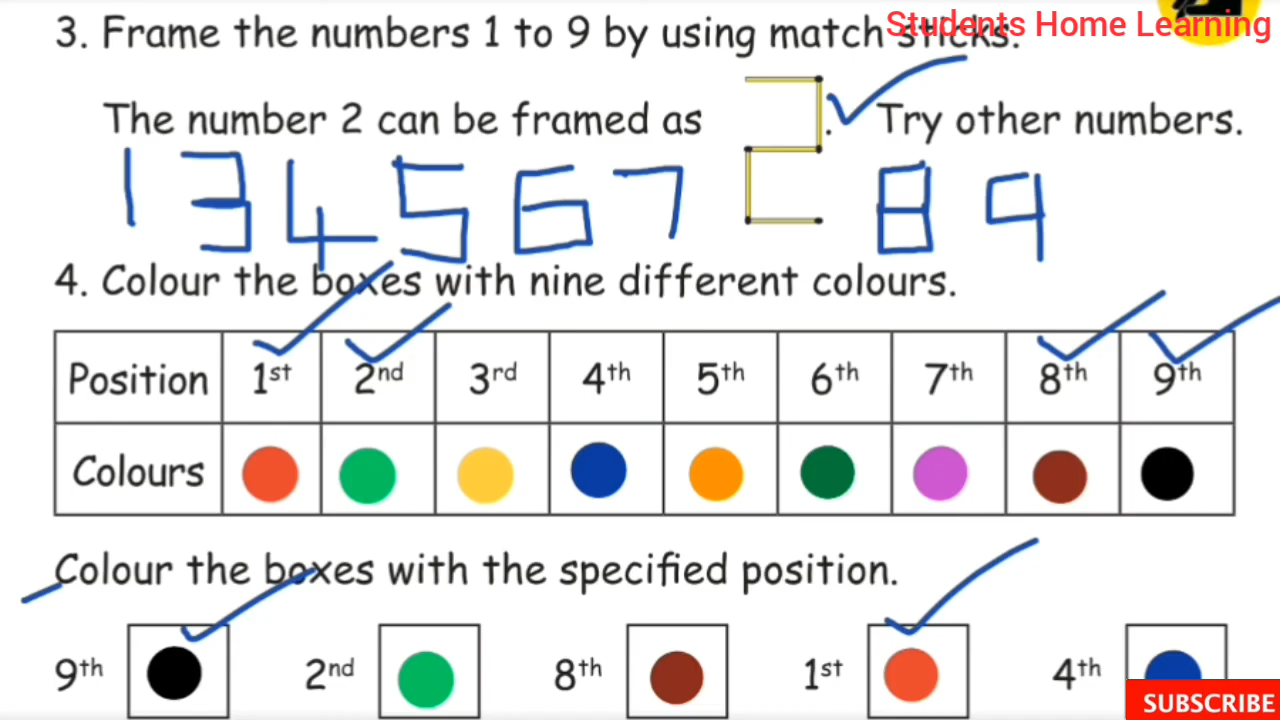 Students Home Learning
3. Frame the numbers 1 to 9 by using match sticks.
The number 2 can be framed as 2. Try other numbers.
1 3 4 5 6 7 8 9
4. Colour the boxes with nine different colours.
Position 1st 2nd 3rd 4th 5th 6th 7th 8th 9th
Colours
Colour the boxes with the specified position.
9th 2nd 8th 1st 4th
SUBSCRIBE